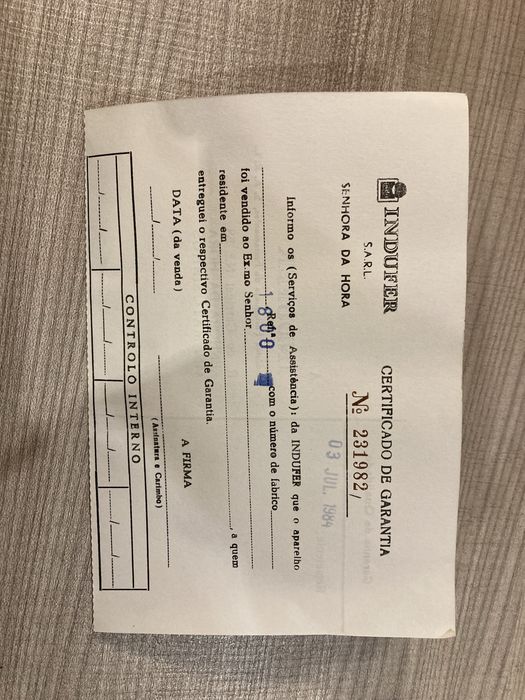 INDUFER
S.A.R.L.
SENHORA DA HORA
CERTIFICADO DE GARANTIA
Nº 231982/
03 JUL. 1984
Informo os (Serviços de Assistência): da INDUFER que o aparelho
Ref.ª 1800 com o número de fabrico
foi vendido ao Ex.mo Senhor
residente em , a quem
entreguei o respectivo Certificado de Garantia.
DATA (da venda)
A FIRMA
/ /
(Assinatura e Carimbo)
CONTROLO INTERNO
/ / / / / / / /